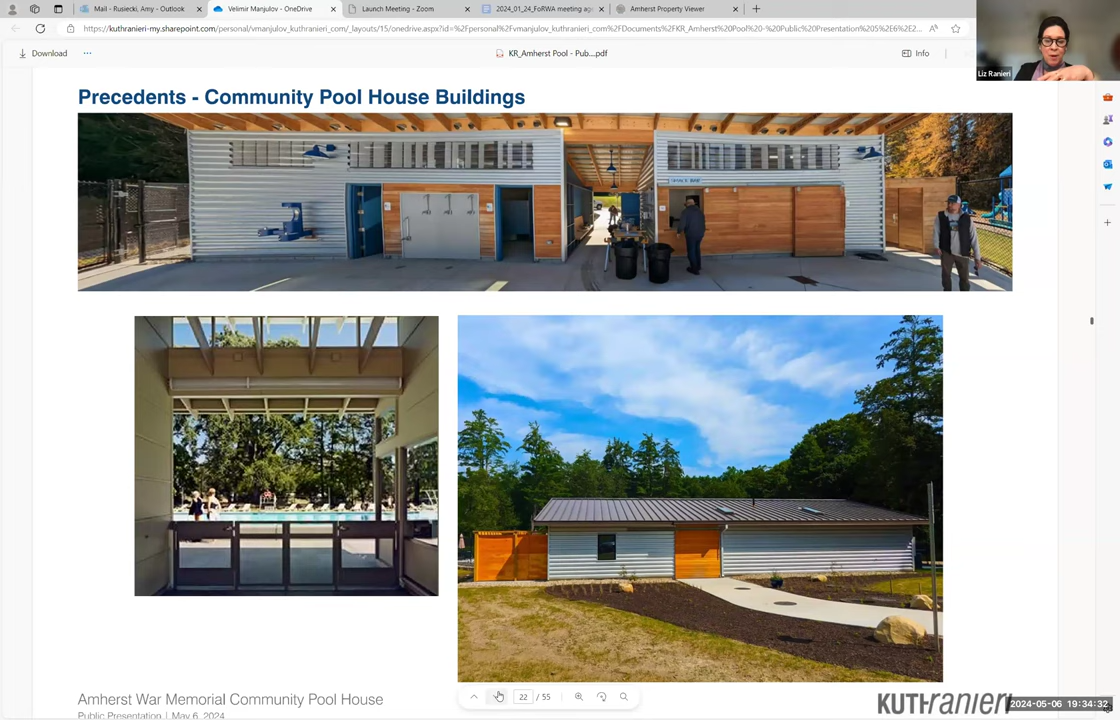 Mail - Rusiecki, Amy - Outlook
Velimir Manjulov - OneDrive
Launch Meeting - Zoom
2024_01_24_FoRWA meeting ag
Amherst Property Viewer
https://kuthranieri-my.sharepoint.com/personal/vmanjulov_kuthranieri_com/_layouts/15/onedrive.aspx?id=%2Fpersonal%2Fvmanjulov_kuthranieri_com%2FDocuments%2FKR_Amherst%20Pool%20-%20Public%20Presentation%205%2E6%2E2...
Liz Ranieri
Download
...
KR_Amherst Pool - Pub....pdf
Info
Precedents - Community Pool House Buildings
22 / 55
Amherst War Memorial Community Pool House
Public Presentation | May 6, 2024
KUTHRANIERI
2024-05-06 19:34:32